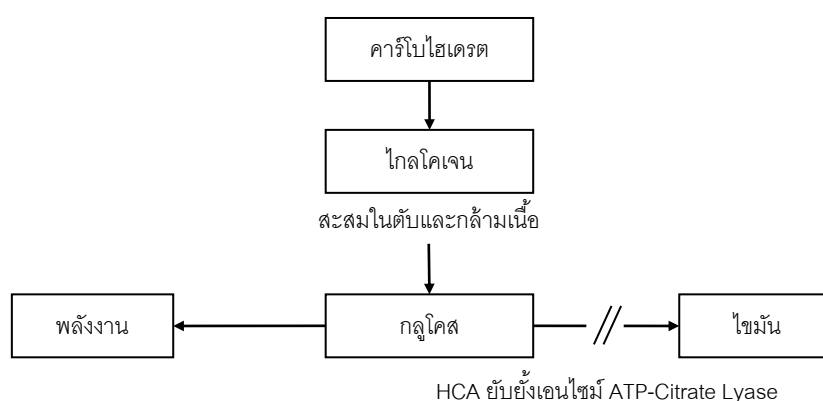 คาร์โบไฮเดรต
ไกลโคเจน
สะสมในตับและกล้ามเนื้อ
พลังงาน
กลูโคส
ไขมัน
HCA ยับยั้งเอนไซม์ ATP-Citrate Lyase